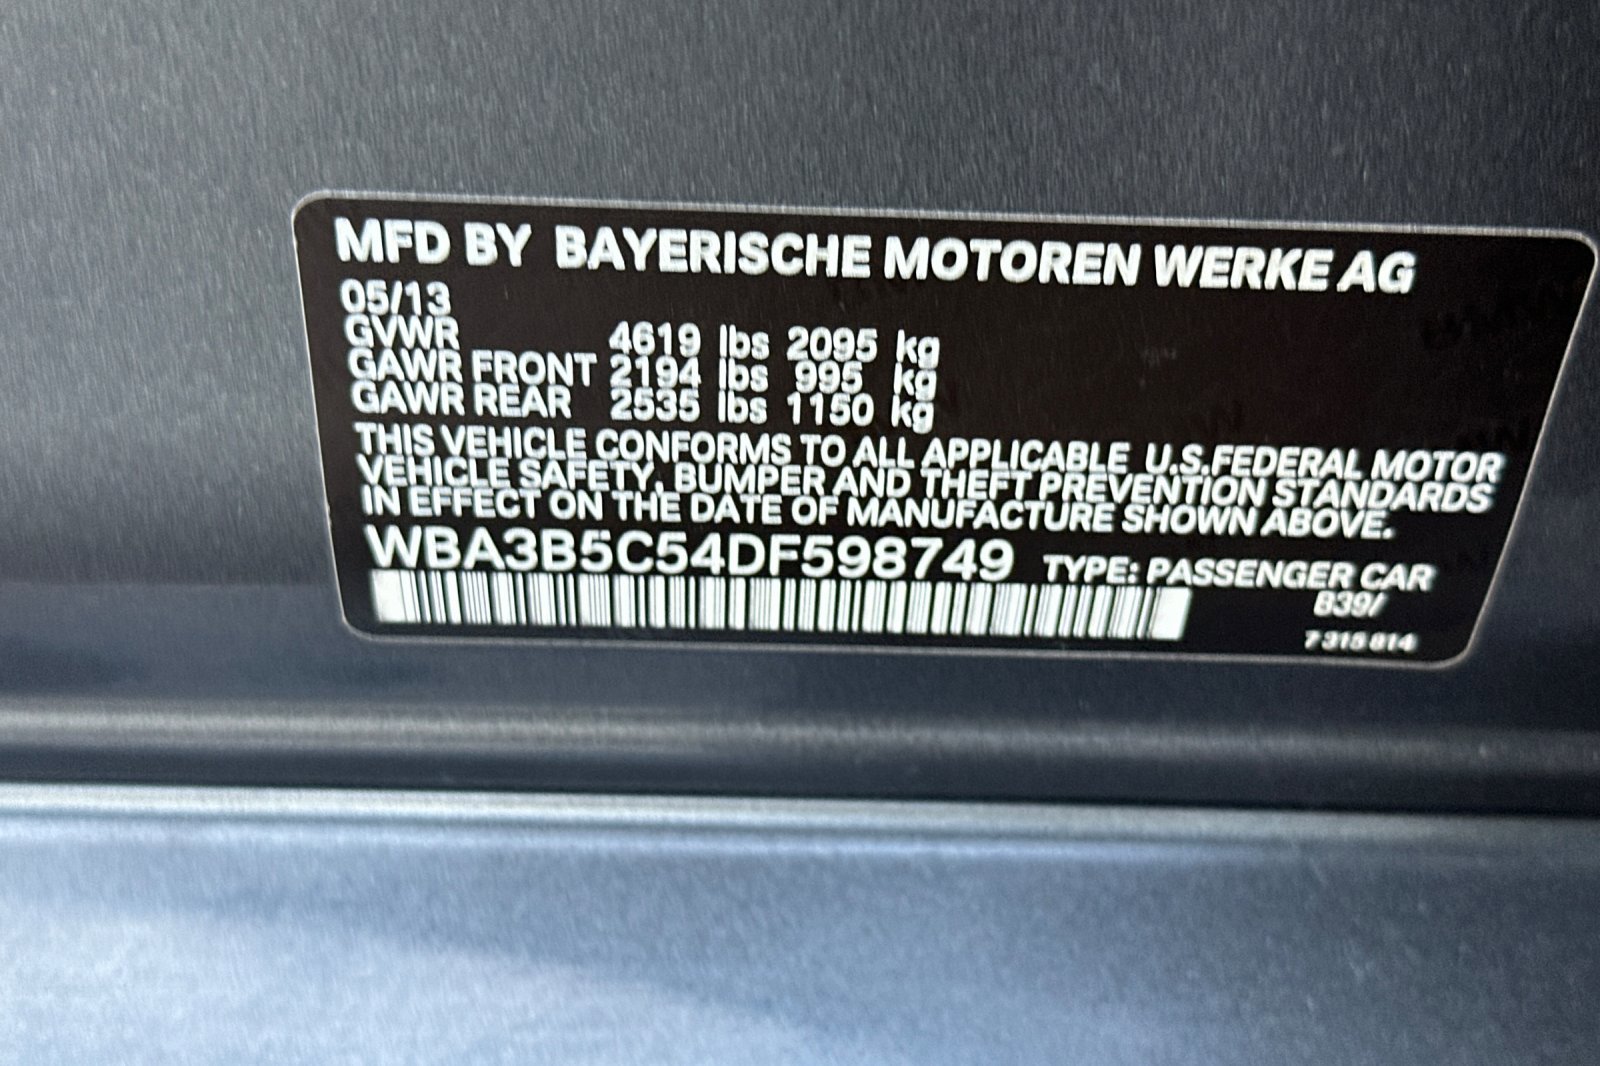 MFD BY BAYERISCHE MOTOREN WERKE AG
05/13
GVWR 4619 lbs 2095 kg
GAWR FRONT 2194 lbs 995 kg
GAWR REAR 2535 lbs 1150 kg
THIS VEHICLE CONFORMS TO ALL APPLICABLE U.S.FEDERAL MOTOR
VEHICLE SAFETY, BUMPER AND THEFT PREVENTION STANDARDS
IN EFFECT ON THE DATE OF MANUFACTURE SHOWN ABOVE.
WBA3B5C54DF598749 TYPE: PASSENGER CAR
B39/
7 315 814